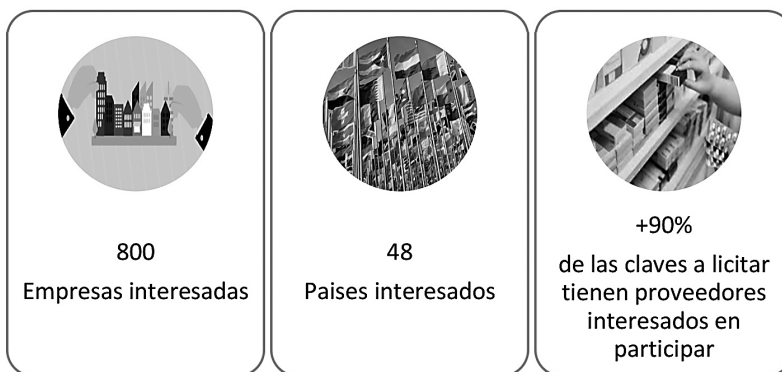 800
Empresas interesadas
48
Paises interesados
+90%
de las claves a licitar
tienen proveedores
interesados en
participar